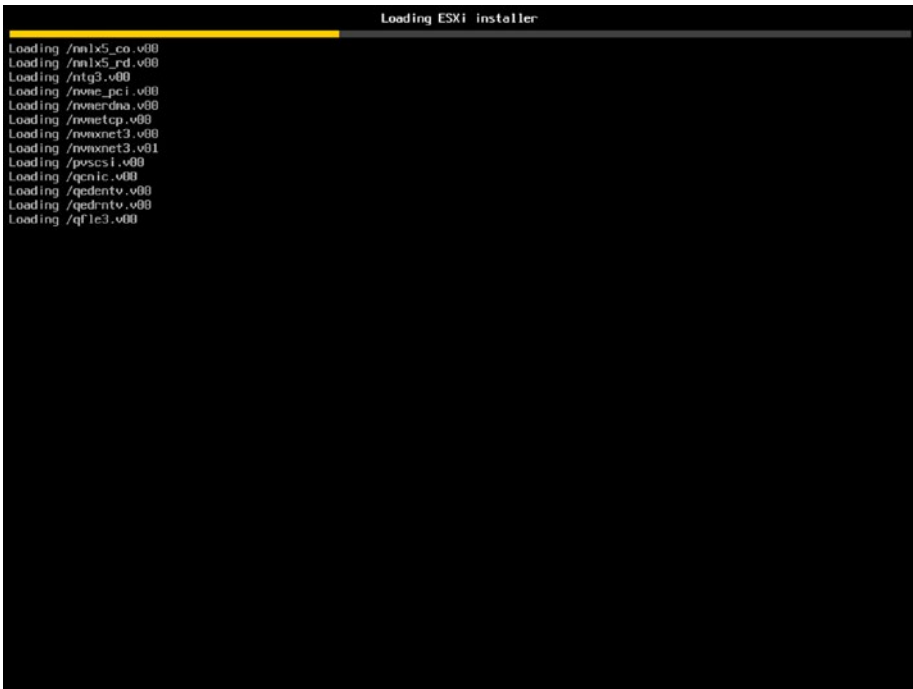 Loading ESXi installer
Loading /nmlx5_co.v00
Loading /nmlx5_rd.v00
Loading /ntg3.v00
Loading /nvme_pci.v00
Loading /nvmerdma.v00
Loading /nvmetcp.v00
Loading /nvmxnet3.v00
Loading /nvmxnet3.v01
Loading /pvscsi.v00
Loading /qcnic.v00
Loading /qedentv.v00
Loading /qedrntv.v00
Loading /qfle3.v00